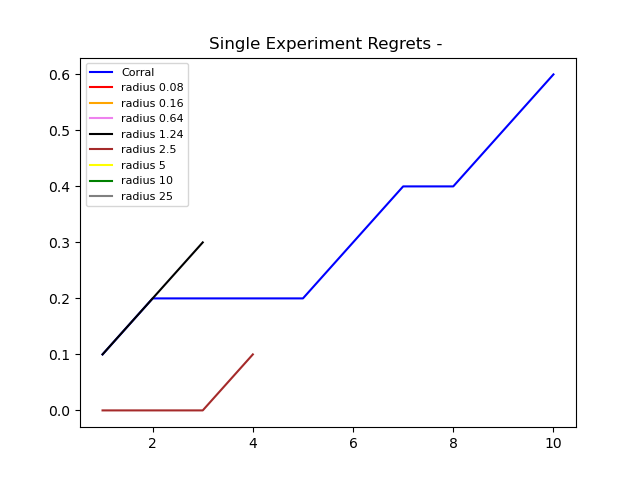 Single Experiment Regrets -
Corral
radius 0.08
radius 0.16
radius 0.64
radius 1.24
radius 2.5
radius 5
radius 10
radius 25
0.6
0.5
0.4
0.3
0.2
0.1
0.0
2 4 6 8 10